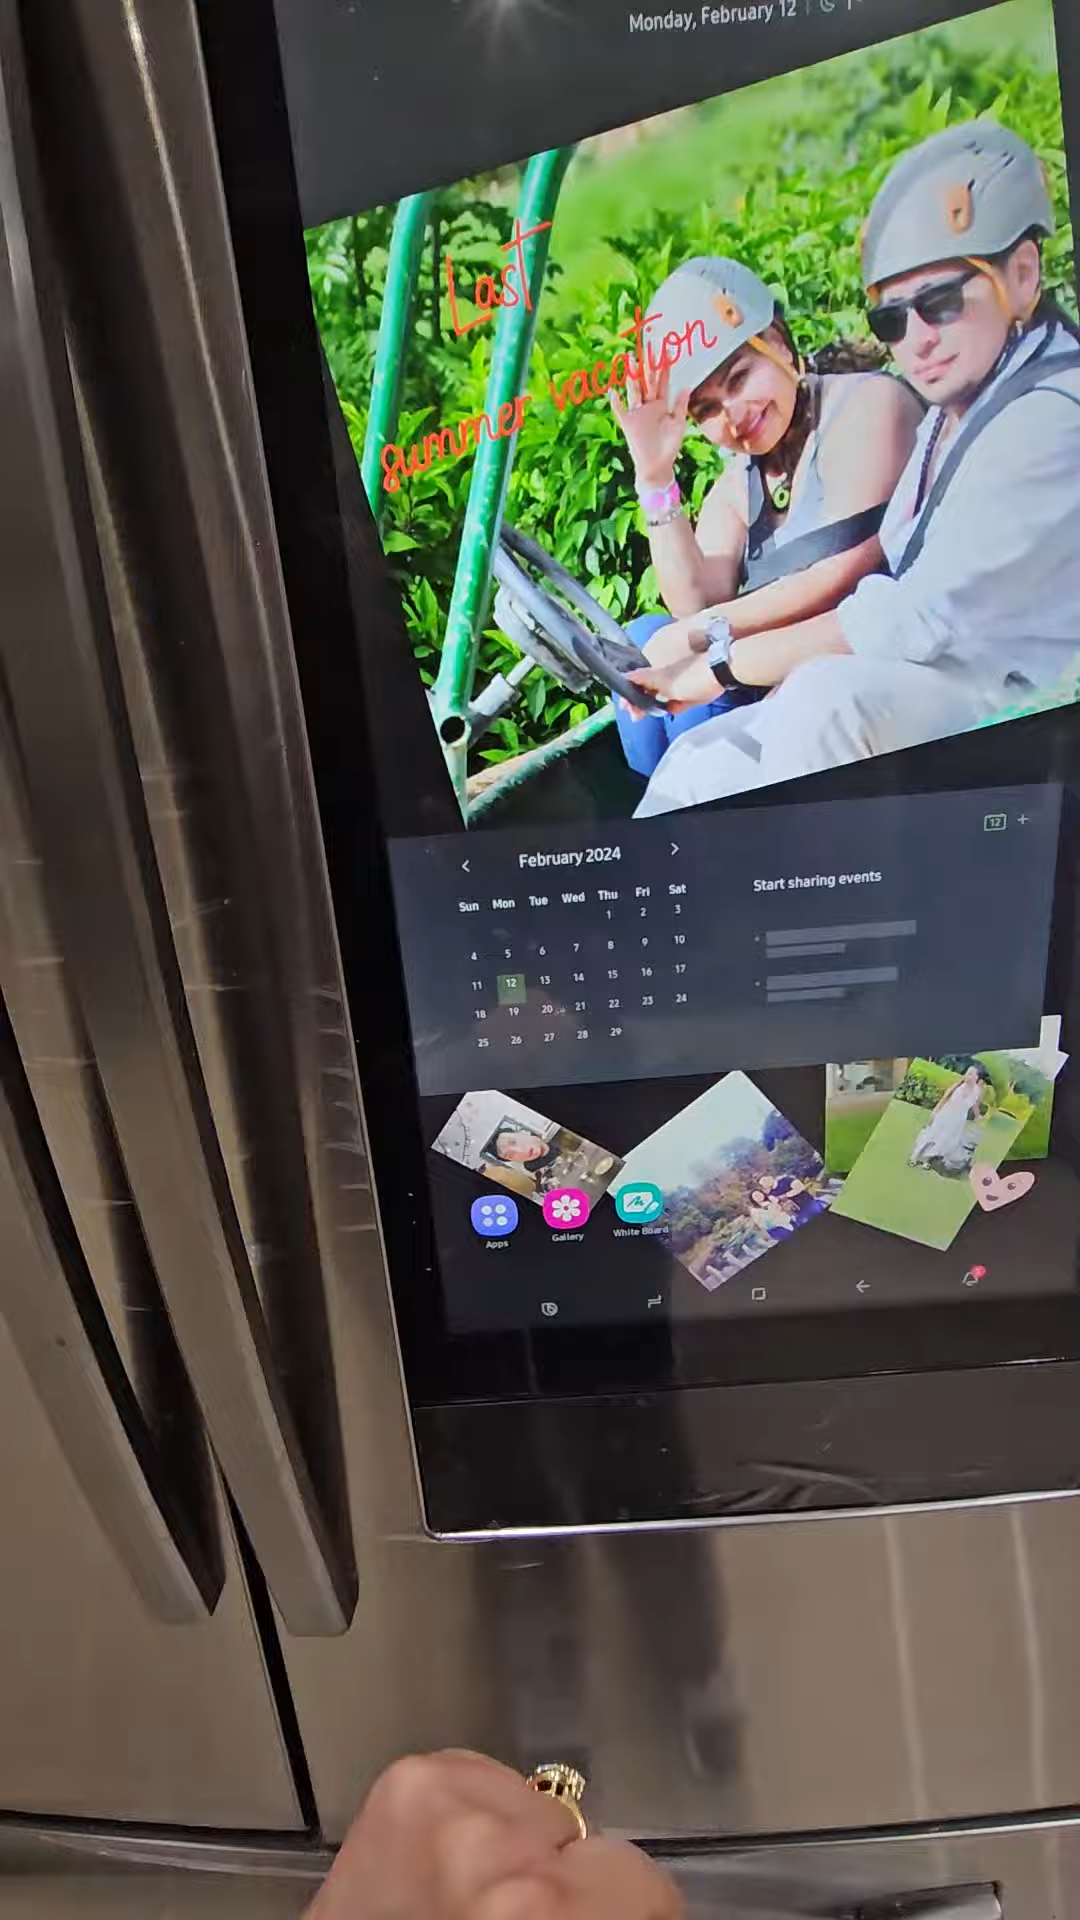 Monday, February 12
Last
summer vacation
February 2024
12
Sun Mon Tue Wed Thu Fri Sat
1 2 3
4 5 6 7 8 9 10
11 12 13 14 15 16 17
18 19 20 21 22 23 24
25 26 27 28 29
Start sharing events
Apps
Gallery
White Board